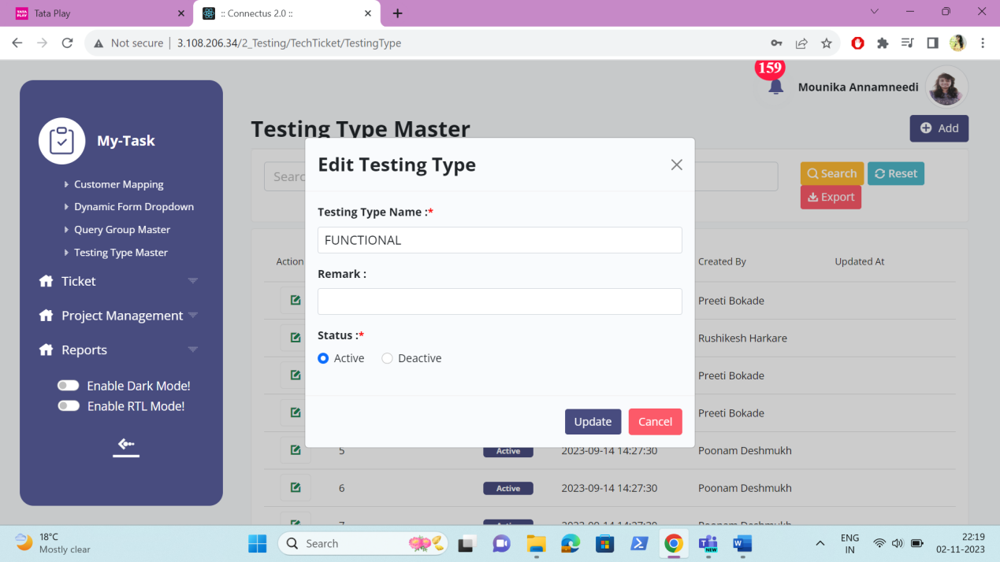 TATA PLAY
Tata Play
:: Connectus 2.0 ::
Not secure
3.108.206.34/2_Testing/TechTicket/TestingType
159
Mounika Annamneedi
My-Task
Customer Mapping
Dynamic Form Dropdown
Query Group Master
Testing Type Master
Ticket
Project Management
Reports
Enable Dark Mode!
Enable RTL Mode!
Testing Type Master
Add
Searc
Search
Reset
Export
Edit Testing Type
Testing Type Name :*
FUNCTIONAL
Remark :
Status :*
Active
Deactive
Update
Cancel
Action
Created By
Updated At
Preeti Bokade
Rushikesh Harkare
Preeti Bokade
Preeti Bokade
5
Active
2023-09-14 14:27:30
Poonam Deshmukh
6
Active
2023-09-14 14:27:30
Poonam Deshmukh
18°C
Mostly clear
Search
NEW
ENG
IN
22:19
02-11-2023